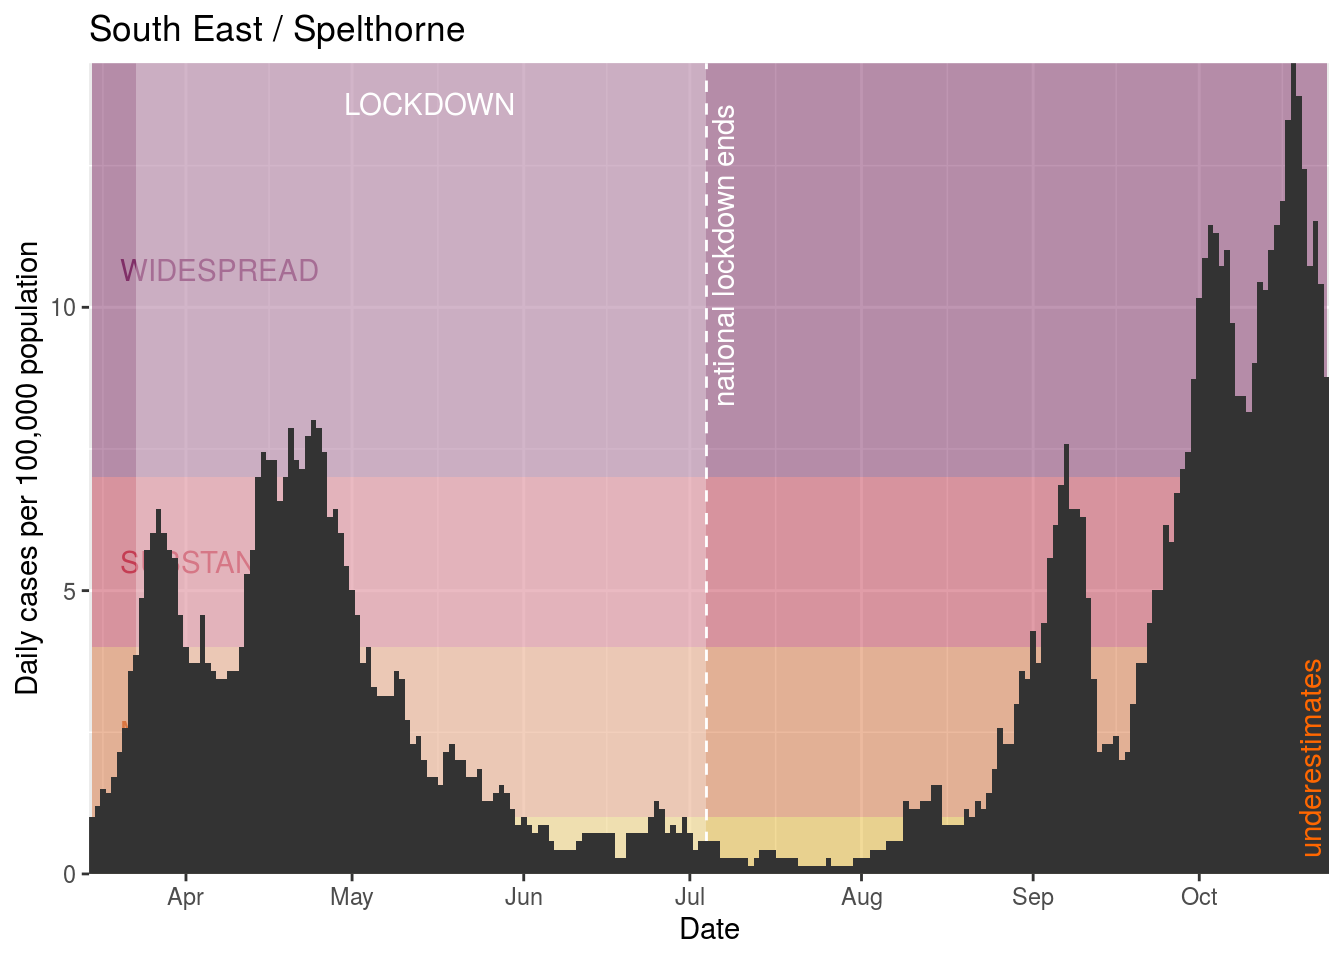 South East / Spelthorne
Daily cases per 100,000 population
10
5
0
LOCKDOWN
WIDESPREAD
national lockdown ends
underestimates
Apr
May
Jun
Jul
Aug
Sep
Oct
Date